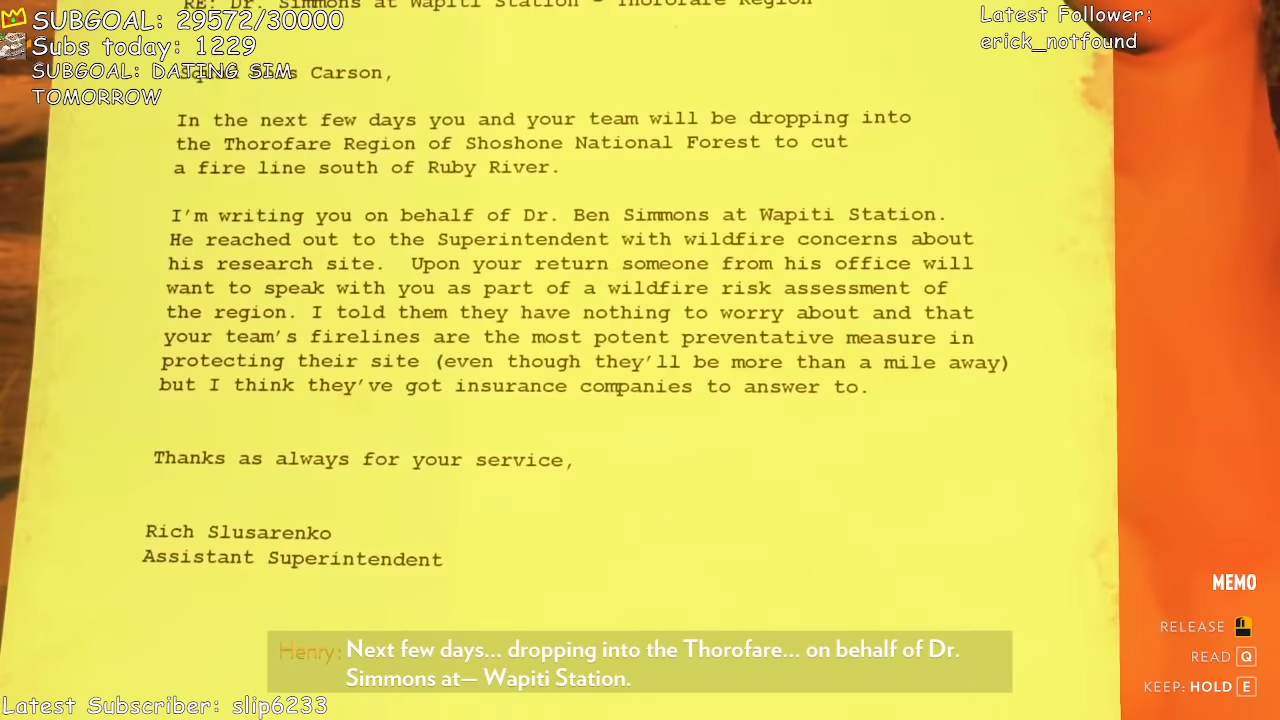 RE: Dr. Simmons at Wapiti Station - Thorofare Region
SUBGOAL: 29572/30000
Subs today: 1229
SUBGOAL: DATING SIM
TOMORROW
Latest Follower:
erick_notfound
Carson,
In the next few days you and your team will be dropping into
the Thorofare Region of Shoshone National Forest to cut
a fire line south of Ruby River.
I'm writing you on behalf of Dr. Ben Simmons at Wapiti Station.
He reached out to the Superintendent with wildfire concerns about
his research site. Upon your return someone from his office will
want to speak with you as part of a wildfire risk assessment of
the region. I told them they have nothing to worry about and that
your team's firelines are the most potent preventative measure in
protecting their site (even though they'll be more than a mile away)
but I think they've got insurance companies to answer to.
Thanks as always for your service,
Rich Slusarenko
Assistant Superintendent
MEMO
RELEASE
READ Q
KEEP: HOLD E
Henry: Next few days... dropping into the Thorofare... on behalf of Dr.
Simmons at— Wapiti Station.
Latest Subscriber: slip6233